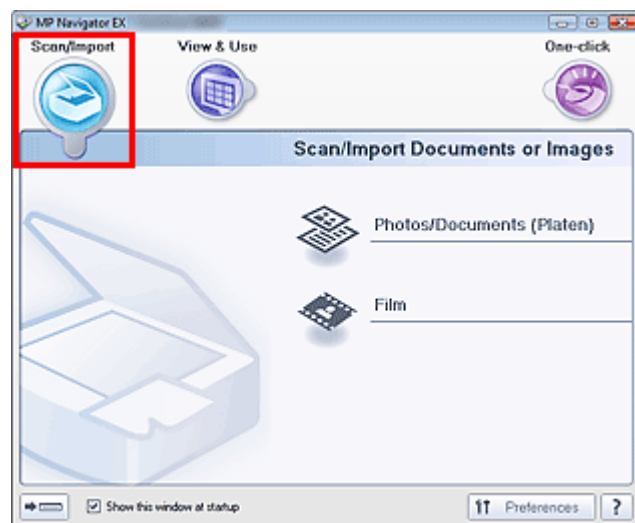 MP Navigator EX
Scan/Import View & Use One-click
Scan/Import Documents or Images
Photos/Documents (Platen)
Film
Show this window at startup Preferences ?